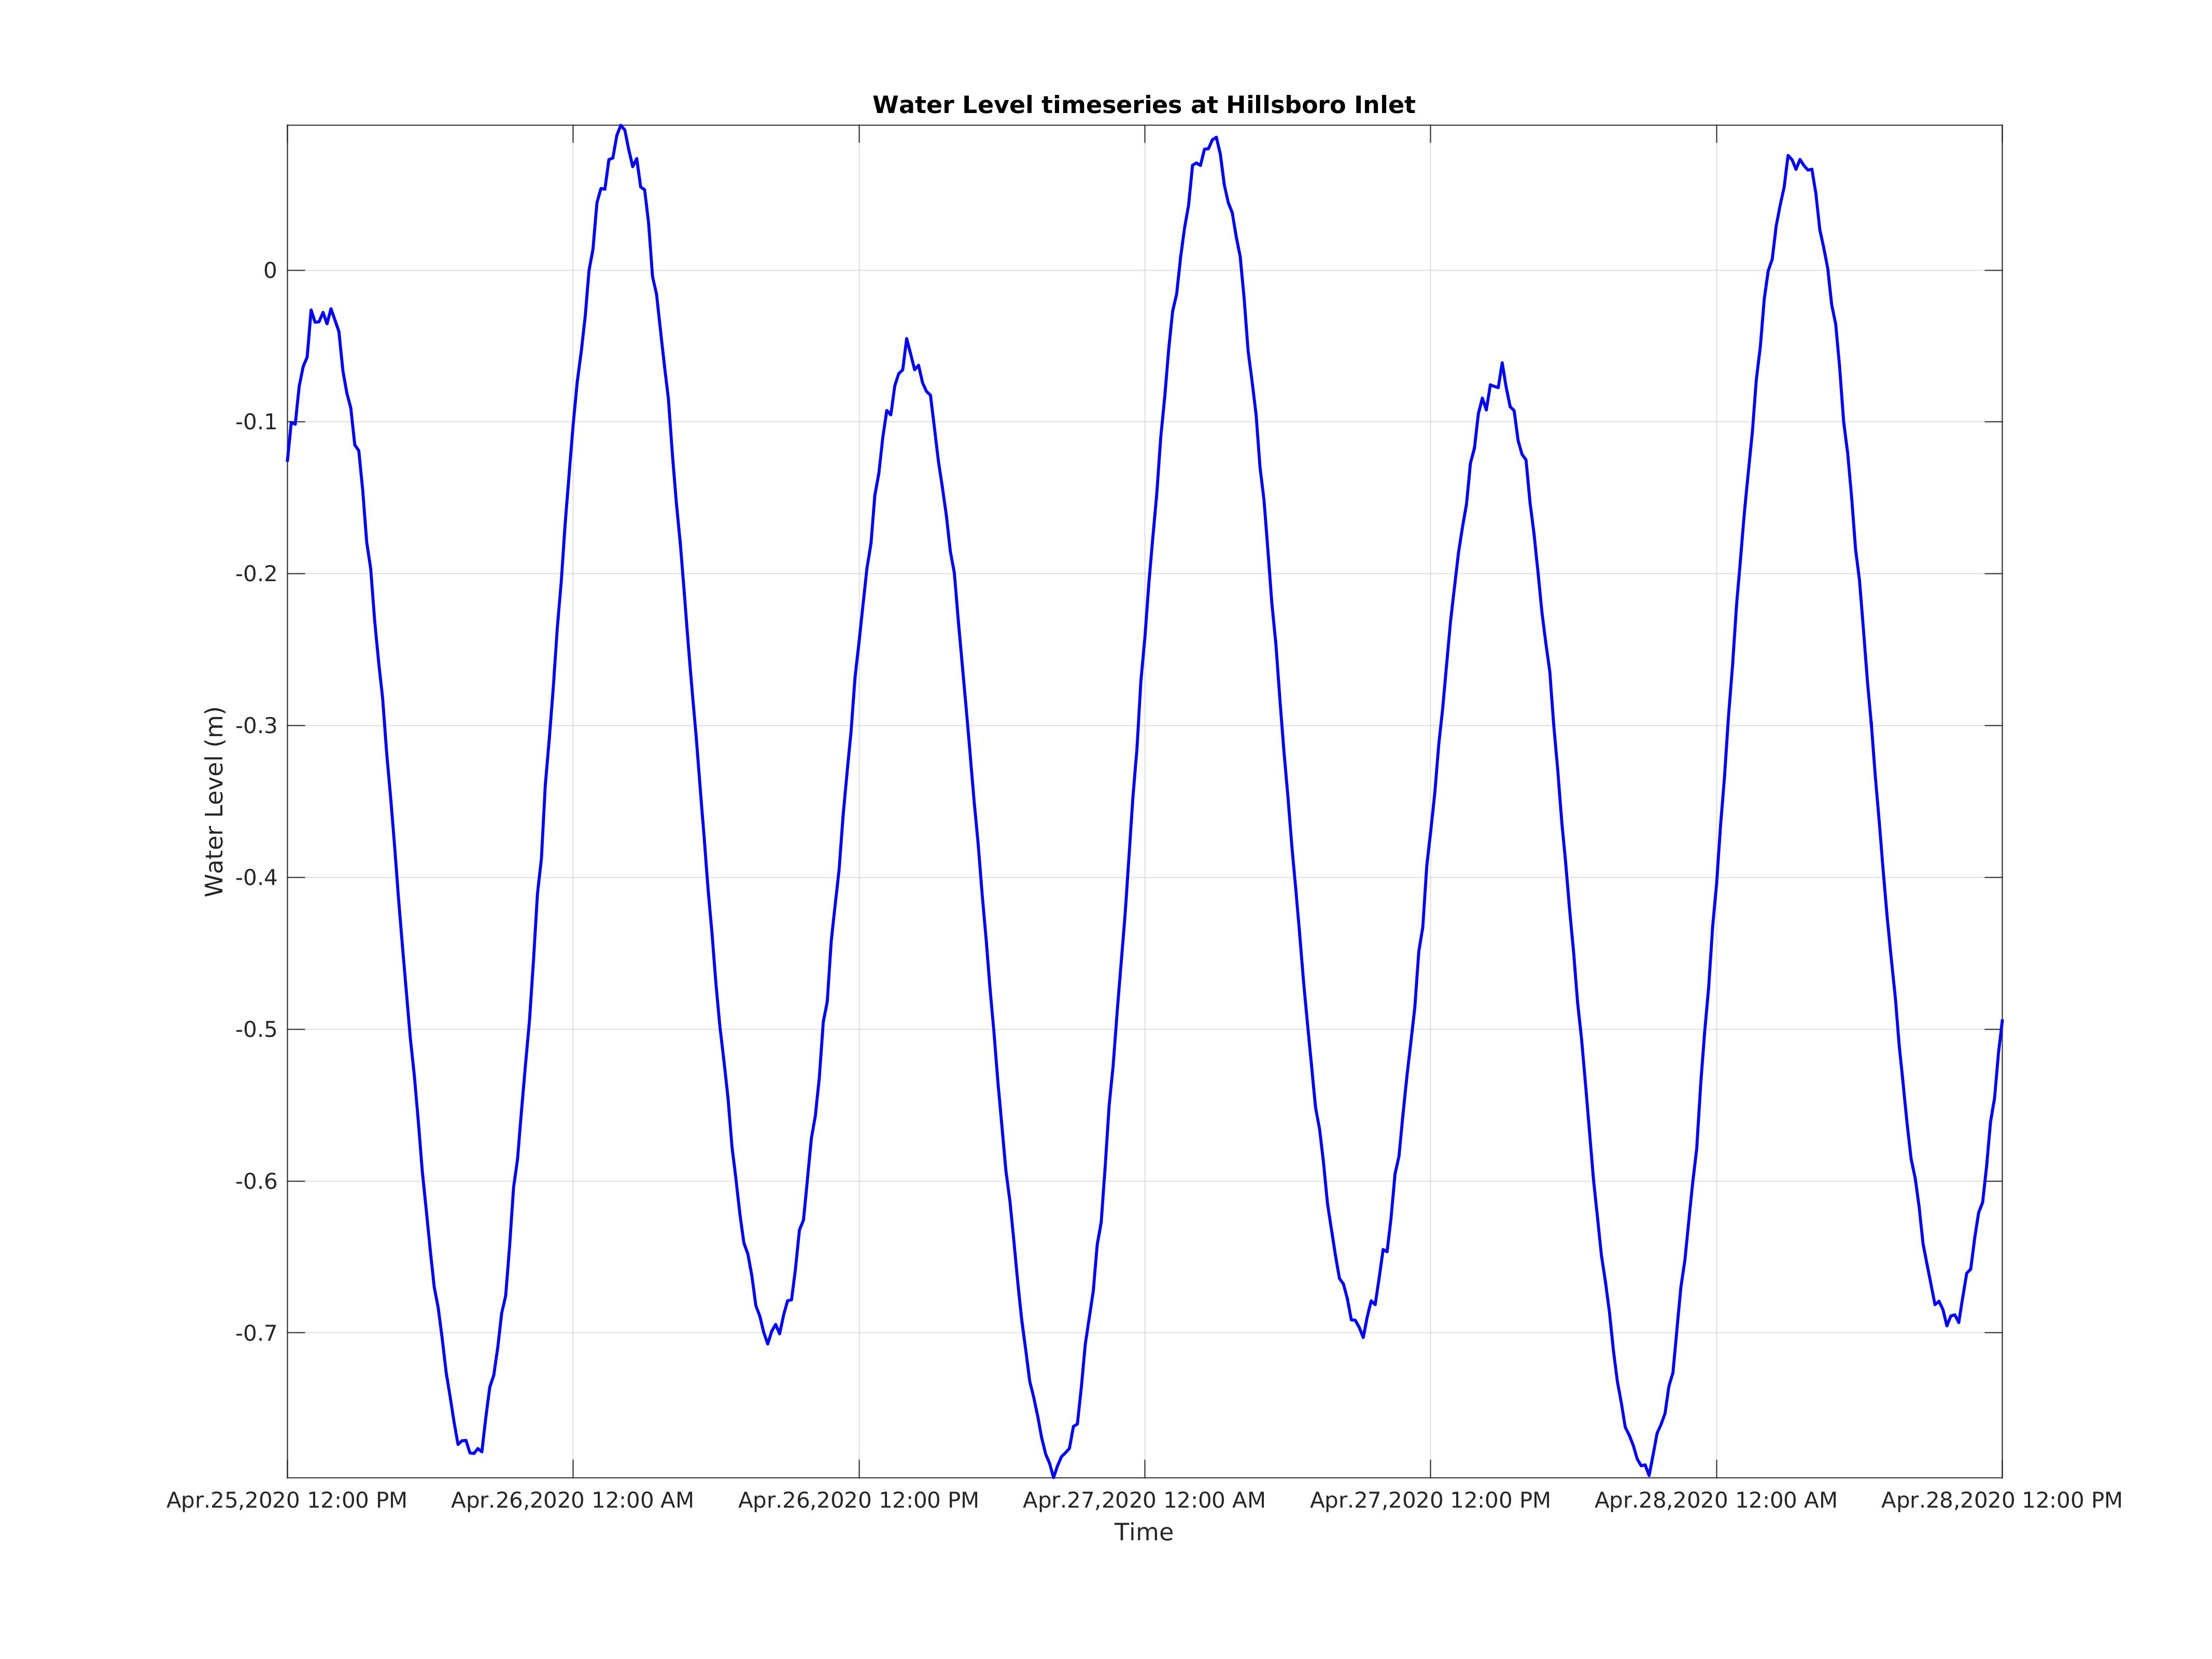 Water Level timeseries at Hillsboro Inlet
0
-0.1
-0.2
-0.3
-0.4
-0.5
-0.6
-0.7
Water Level (m)
Apr.25,2020 12:00 PM
Apr.26,2020 12:00 AM
Apr.26,2020 12:00 PM
Apr.27,2020 12:00 AM
Apr.27,2020 12:00 PM
Apr.28,2020 12:00 AM
Apr.28,2020 12:00 PM
Time